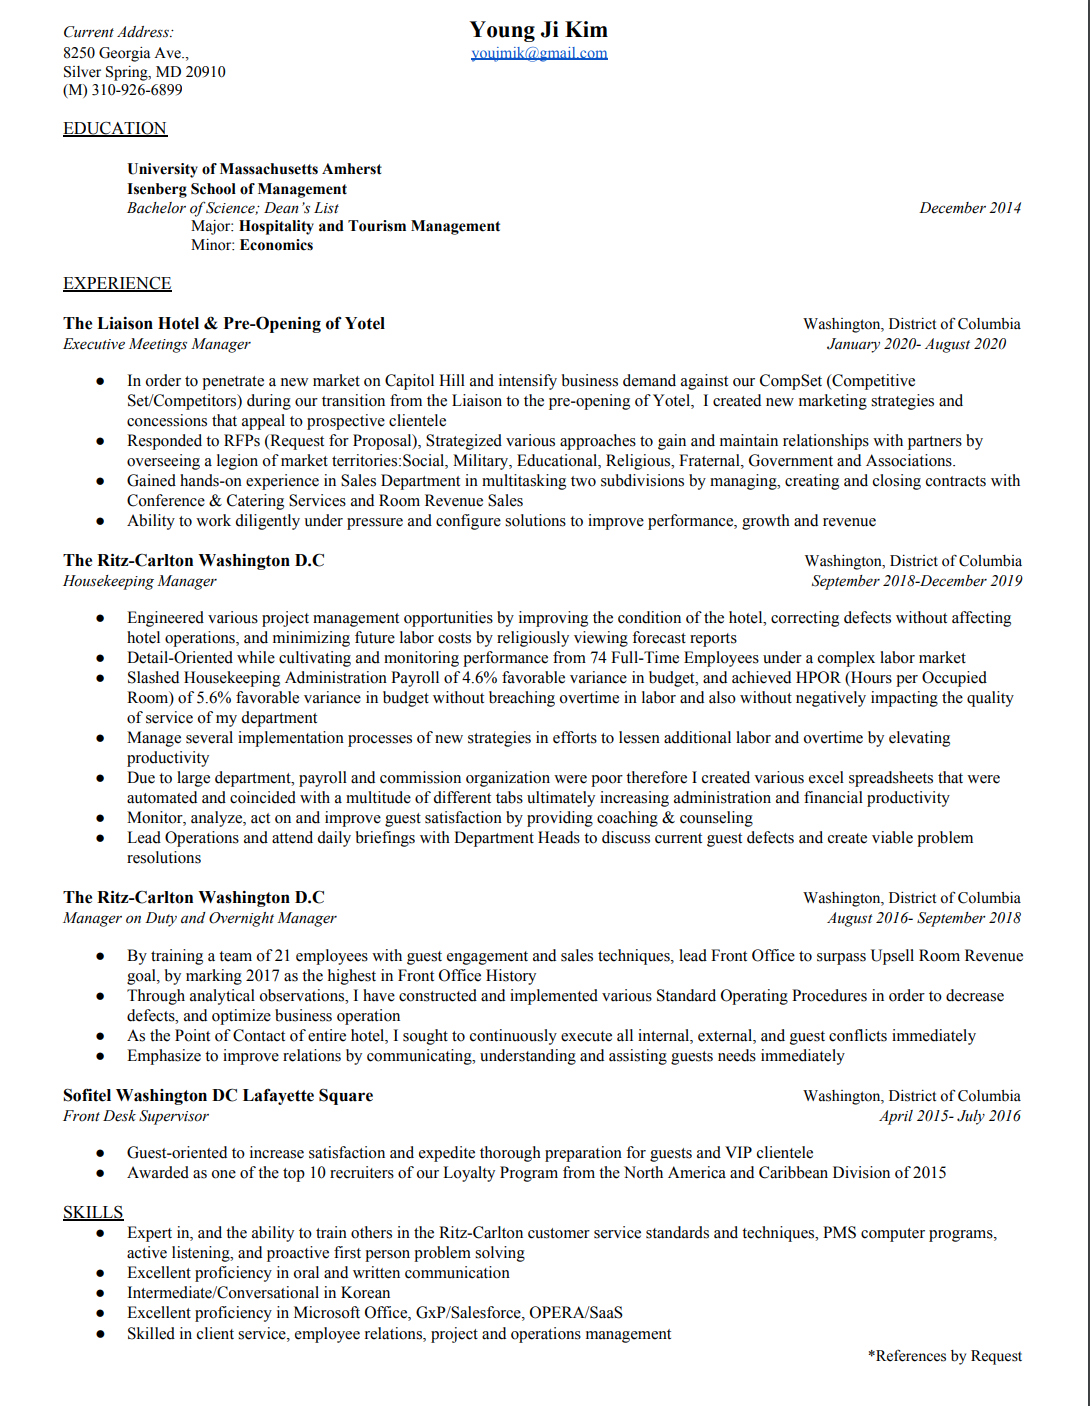 Young Ji Kim
youjmik@gmail.com
Current Address:
8250 Georgia Ave.,
Silver Spring, MD 20910
(M) 310-926-6899
EDUCATION
University of Massachusetts Amherst
Isenberg School of Management
Bachelor of Science; Dean's List December 2014
Major: Hospitality and Tourism Management
Minor: Economics
EXPERIENCE
The Liaison Hotel & Pre-Opening of Yotel Washington, District of Columbia
Executive Meetings Manager January 2020- August 2020
● In order to penetrate a new market on Capitol Hill and intensify business demand against our CompSet (Competitive
Set/Competitors) during our transition from the Liaison to the pre-opening of Yotel, I created new marketing strategies and
concessions that appeal to prospective clientele
● Responded to RFPs (Request for Proposal), Strategized various approaches to gain and maintain relationships with partners by
overseeing a legion of market territories:Social, Military, Educational, Religious, Fraternal, Government and Associations.
● Gained hands-on experience in Sales Department in multitasking two subdivisions by managing, creating and closing contracts with
Conference & Catering Services and Room Revenue Sales
● Ability to work diligently under pressure and configure solutions to improve performance, growth and revenue
The Ritz-Carlton Washington D.C Washington, District of Columbia
Housekeeping Manager September 2018-December 2019
● Engineered various project management opportunities by improving the condition of the hotel, correcting defects without affecting
hotel operations, and minimizing future labor costs by religiously viewing forecast reports
● Detail-Oriented while cultivating and monitoring performance from 74 Full-Time Employees under a complex labor market
● Slashed Housekeeping Administration Payroll of 4.6% favorable variance in budget, and achieved HPOR (Hours per Occupied
Room) of 5.6% favorable variance in budget without breaching overtime in labor and also without negatively impacting the quality
of service of my department
● Manage several implementation processes of new strategies in efforts to lessen additional labor and overtime by elevating
productivity
● Due to large department, payroll and commission organization were poor therefore I created various excel spreadsheets that were
automated and coincided with a multitude of different tabs ultimately increasing administration and financial productivity
● Monitor, analyze, act on and improve guest satisfaction by providing coaching & counseling
● Lead Operations and attend daily briefings with Department Heads to discuss current guest defects and create viable problem
resolutions
The Ritz-Carlton Washington D.C Washington, District of Columbia
Manager on Duty and Overnight Manager August 2016- September 2018
● By training a team of 21 employees with guest engagement and sales techniques, lead Front Office to surpass Upsell Room Revenue
goal, by marking 2017 as the highest in Front Office History
● Through analytical observations, I have constructed and implemented various Standard Operating Procedures in order to decrease
defects, and optimize business operation
● As the Point of Contact of entire hotel, I sought to continuously execute all internal, external, and guest conflicts immediately
● Emphasize to improve relations by communicating, understanding and assisting guests needs immediately
Sofitel Washington DC Lafayette Square Washington, District of Columbia
Front Desk Supervisor April 2015- July 2016
● Guest-oriented to increase satisfaction and expedite thorough preparation for guests and VIP clientele
● Awarded as one of the top 10 recruiters of our Loyalty Program from the North America and Caribbean Division of 2015
SKILLS
● Expert in, and the ability to train others in the Ritz-Carlton customer service standards and techniques, PMS computer programs,
active listening, and proactive first person problem solving
● Excellent proficiency in oral and written communication
● Intermediate/Conversational in Korean
● Excellent proficiency in Microsoft Office, GxP/Salesforce, OPERA/SaaS
● Skilled in client service, employee relations, project and operations management
*References by Request